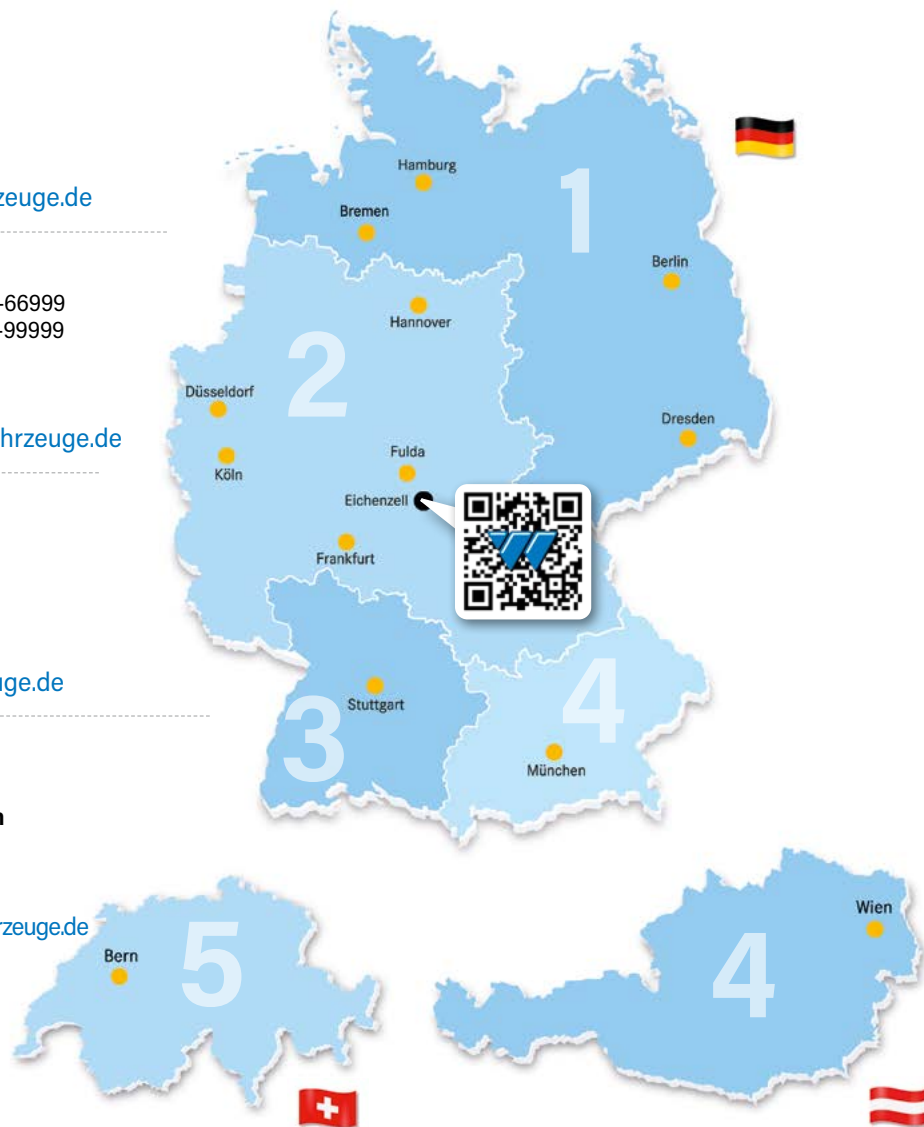 zeuge.de
-66999
-99999
hrzeuge.de
uge.de
n
rzeuge.de
Hamburg
Bremen
1
Berlin
Hannover
2
Düsseldorf
Dresden
Köln
Fulda
Eichenzell
Frankfurt
3
Stuttgart
4
München
5
Bern
4
Wien